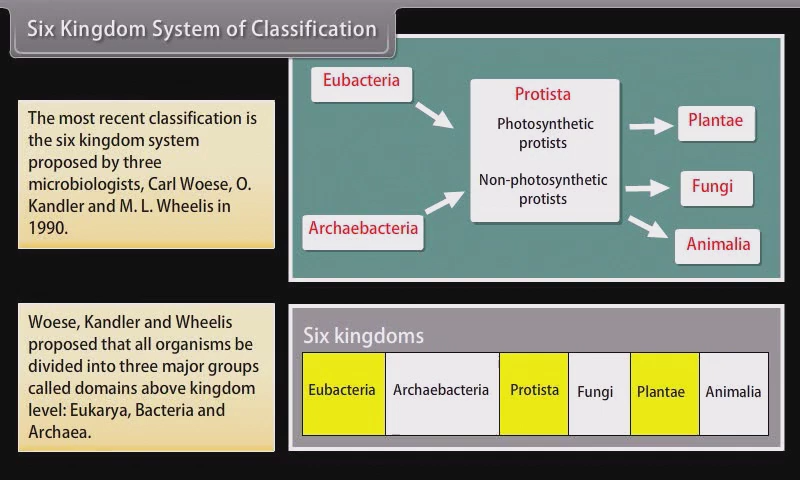 Six Kingdom System of Classification
The most recent classification is
the six kingdom system
proposed by three
microbiologists, Carl Woese, O.
Kandler and M. L. Wheelis in
1990.
Eubacteria
Archaebacteria
Protista
Photosynthetic
protists
Non-photosynthetic
protists
Plantae
Fungi
Animalia
Woese, Kandler and Wheelis
proposed that all organisms be
divided into three major groups
called domains above kingdom
level: Eukarya, Bacteria and
Archaea.
Six kingdoms
Eubacteria Archaebacteria Protista Fungi Plantae Animalia